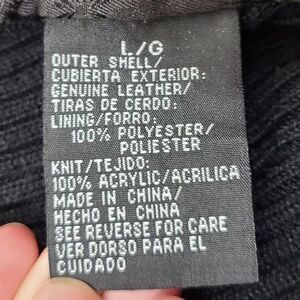 L/G
OUTER SHELL/
CUBIERTA EXTERIOR:
GENUINE LEATHER/
TIRAS DE CERDO:
LINING/FORRO:
100% POLYESTER/
POLIESTER
KNIT/TEJIDO:
100% ACRYLIC/ACRILICA
MADE IN CHINA/
HECHO EN CHINA
SEE REVERSE FOR CARE
VER DORSO PARA EL
CUIDADO